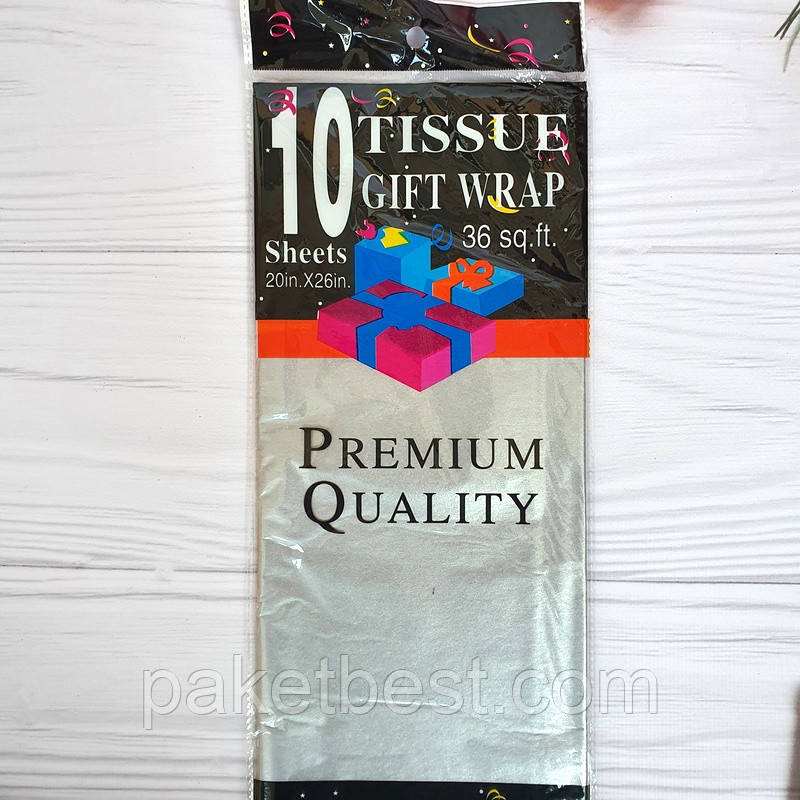 10 TISSUE
GIFT WRAP
Sheets 36 sq.ft.
20in.X26in.
PREMIUM
QUALITY
paketbest.com